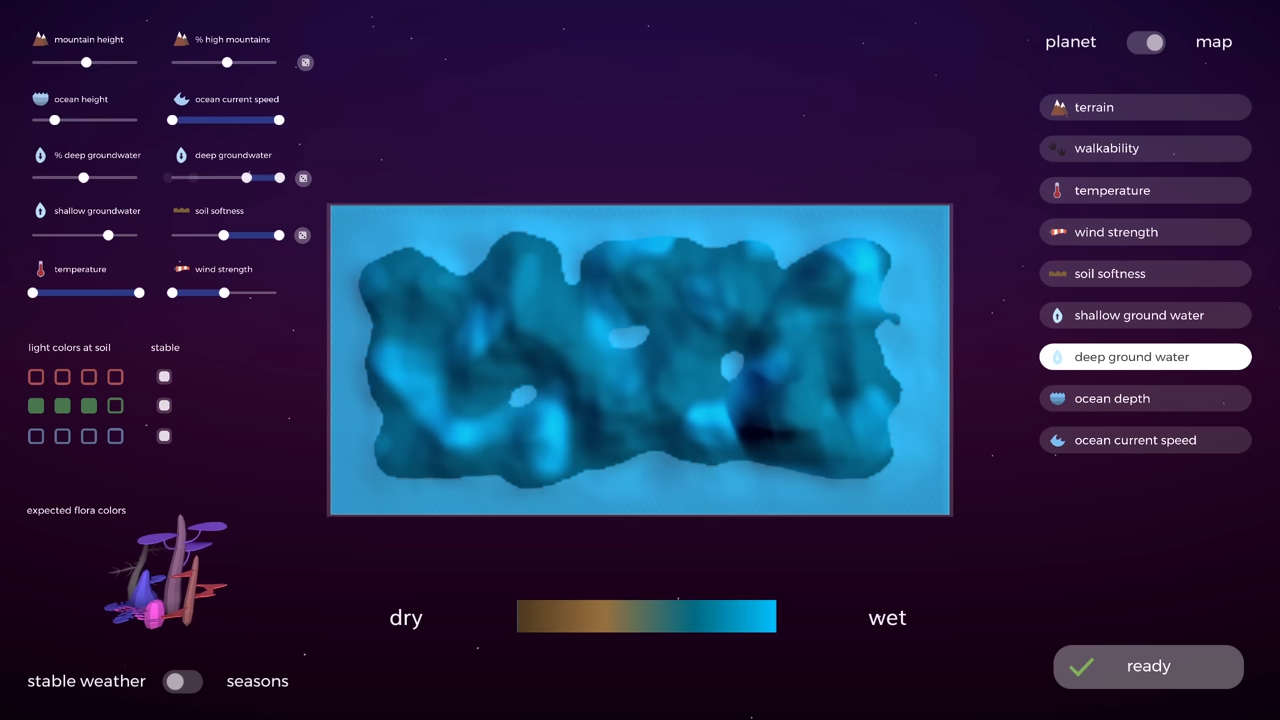 mountain height
% high mountains
ocean height
ocean current speed
% deep groundwater
deep groundwater
shallow groundwater
soil softness
temperature
wind strength
light colors at soil
stable
expected flora colors
stable weather
seasons
dry
wet
planet
map
terrain
walkability
temperature
wind strength
soil softness
shallow ground water
deep ground water
ocean depth
ocean current speed
ready